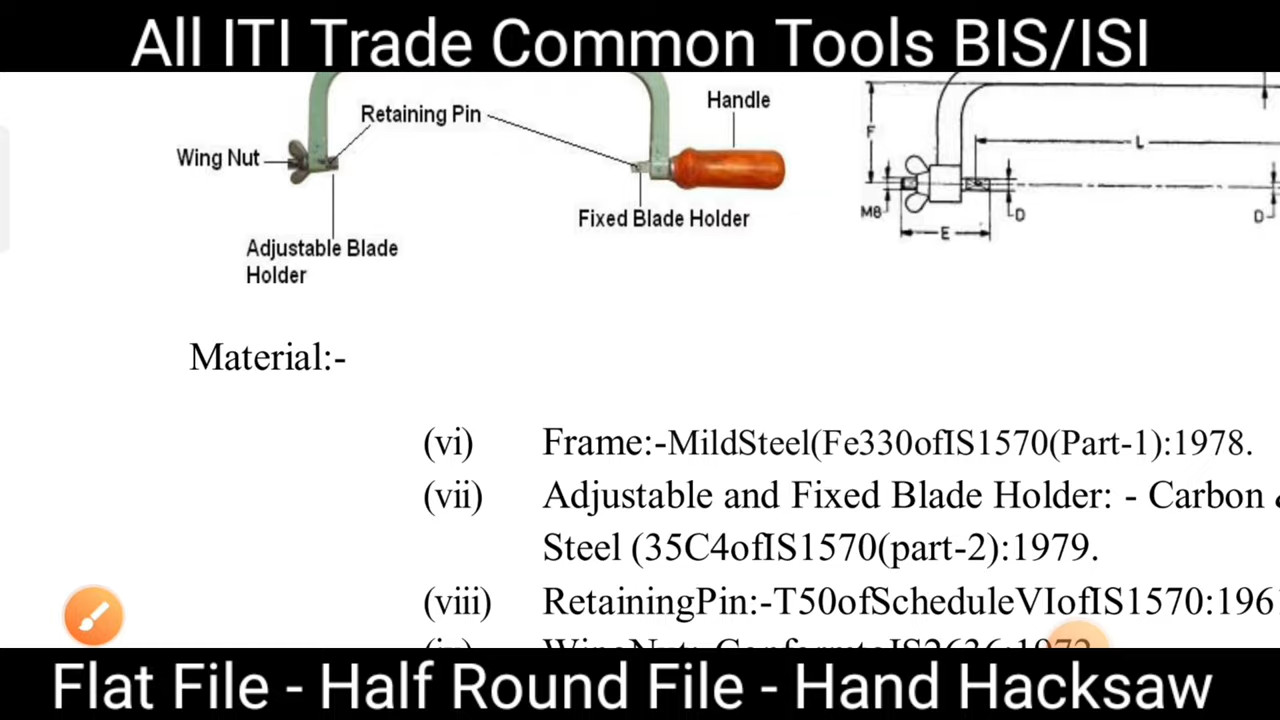 All ITI Trade Common Tools BIS/ISI
Handle
Retaining Pin
Wing Nut
Fixed Blade Holder
Adjustable Blade
Holder
F
L
M8
D
D
E
Material:-
(vi) Frame:-MildSteel(Fe330ofIS1570(Part-1):1978.
(vii) Adjustable and Fixed Blade Holder: - Carbon
Steel (35C4ofIS1570(part-2):1979.
(viii) RetainingPin:-T50ofScheduleVIofIS1570:196
Flat File - Half Round File - Hand Hacksaw